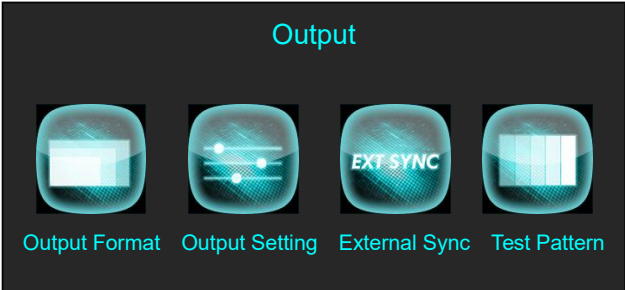 Output
EXT SYNC
Output Format
Output Setting
External Sync
Test Pattern